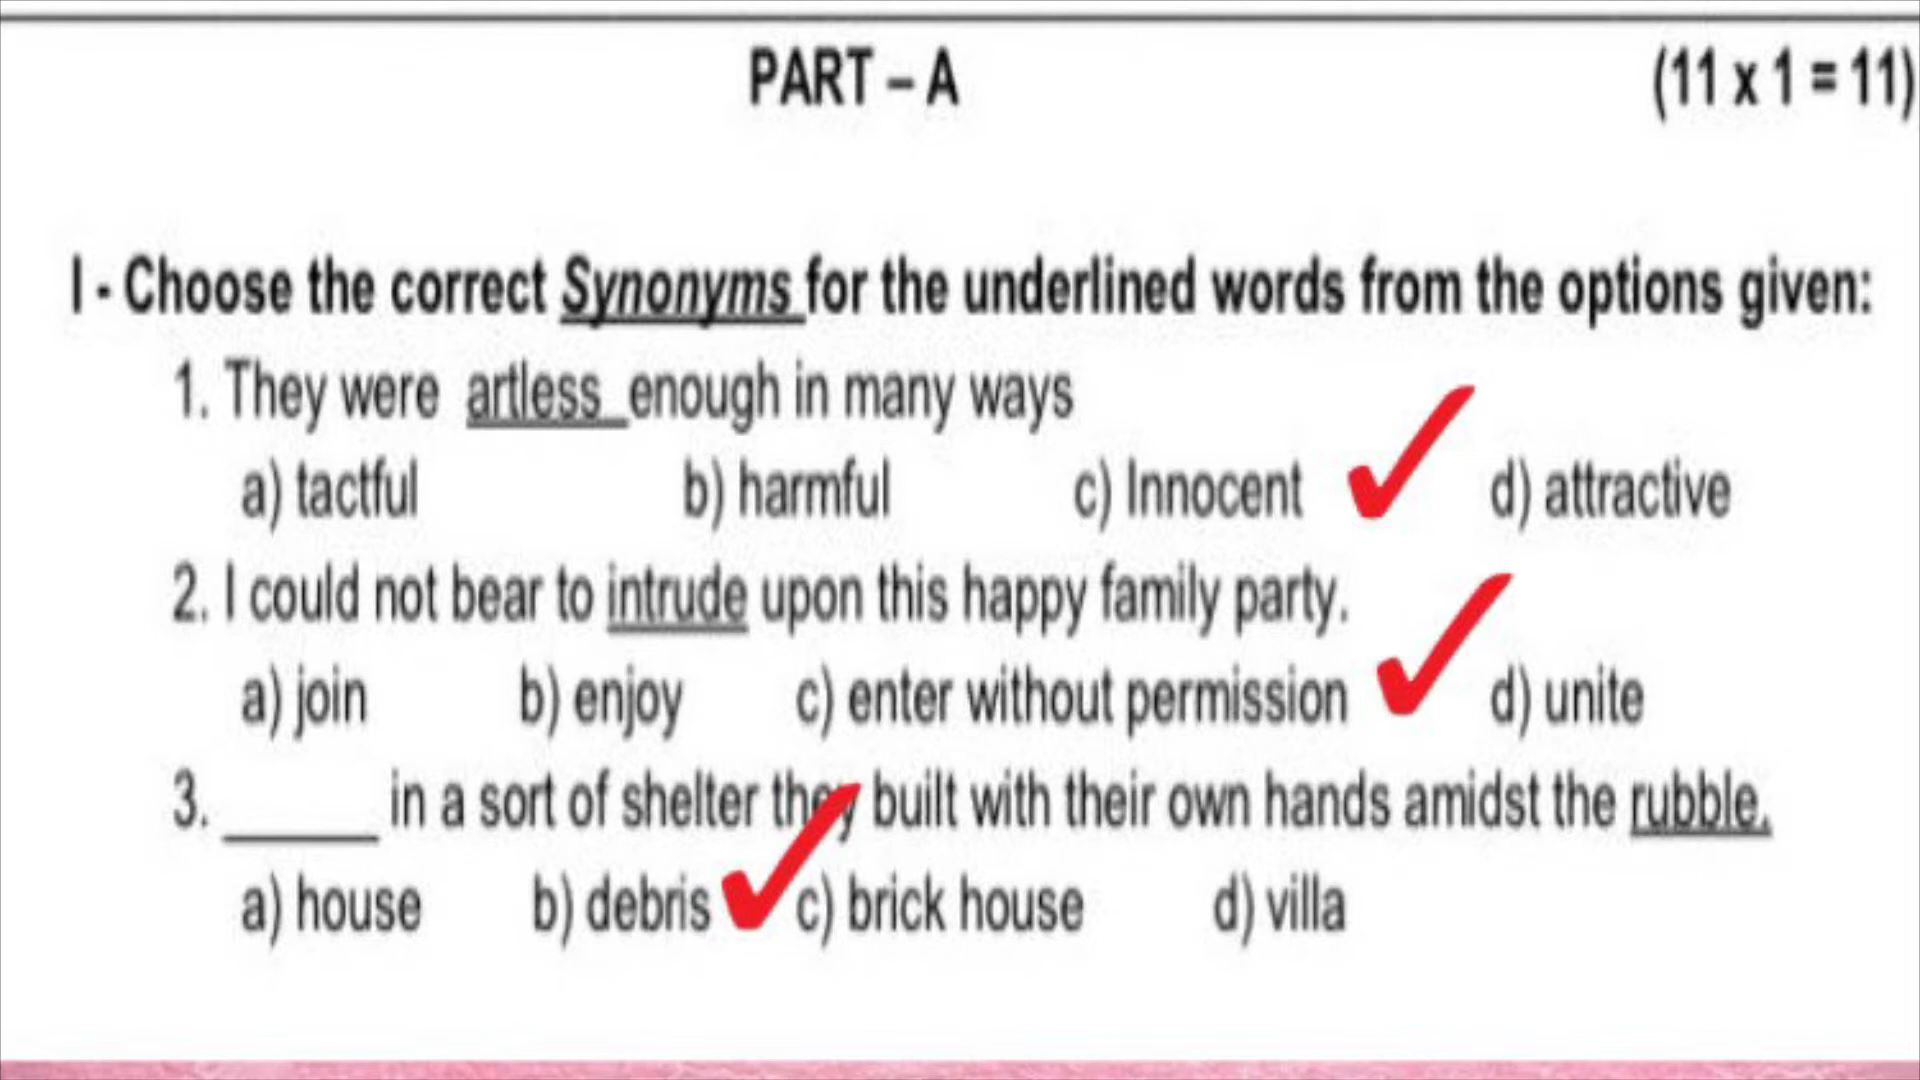 PART – A (11 x 1 = 11)
I - Choose the correct Synonyms for the underlined words from the options given:
1. They were artless enough in many ways
a) tactful b) harmful c) Innocent d) attractive
2. I could not bear to intrude upon this happy family party.
a) join b) enjoy c) enter without permission d) unite
3. ______ in a sort of shelter they built with their own hands amidst the rubble.
a) house b) debris c) brick house d) villa